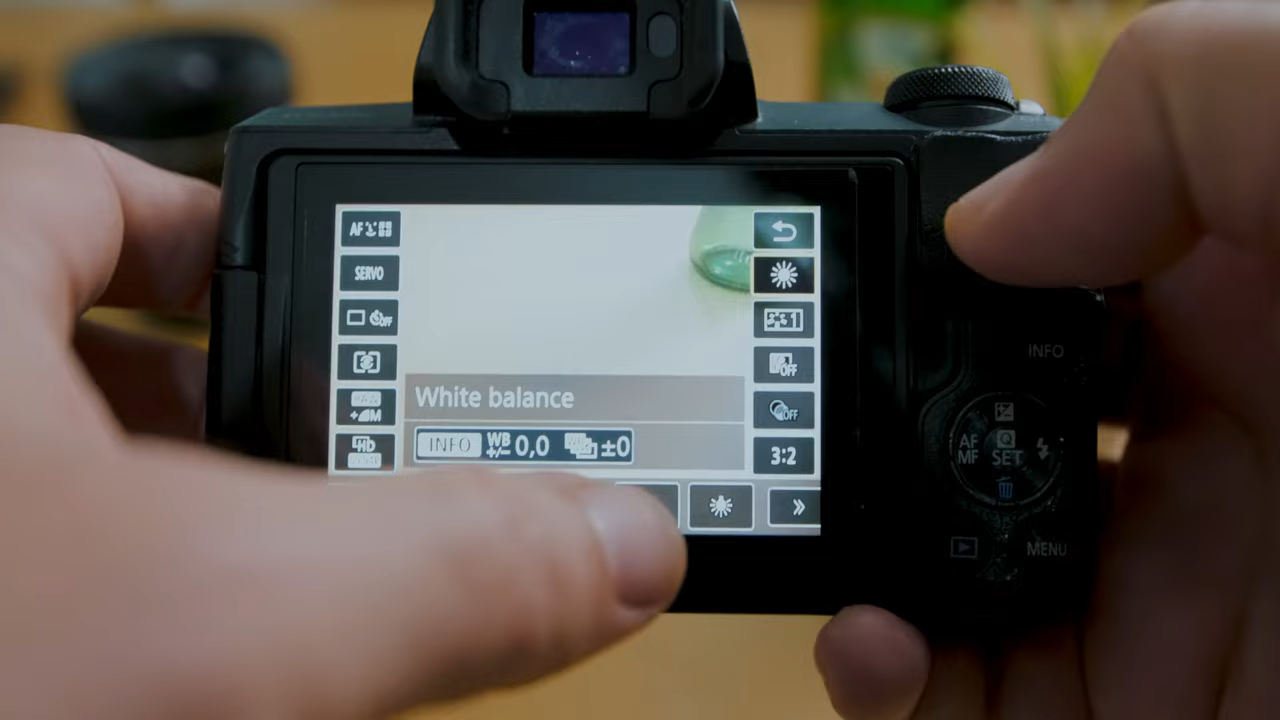 AF
SERVO
OFF
1
OFF
OFF
+ M
White balance
INFO WB +/- 0,0 ±0
3:2
INFO
AF
MF
Q
SET
MENU